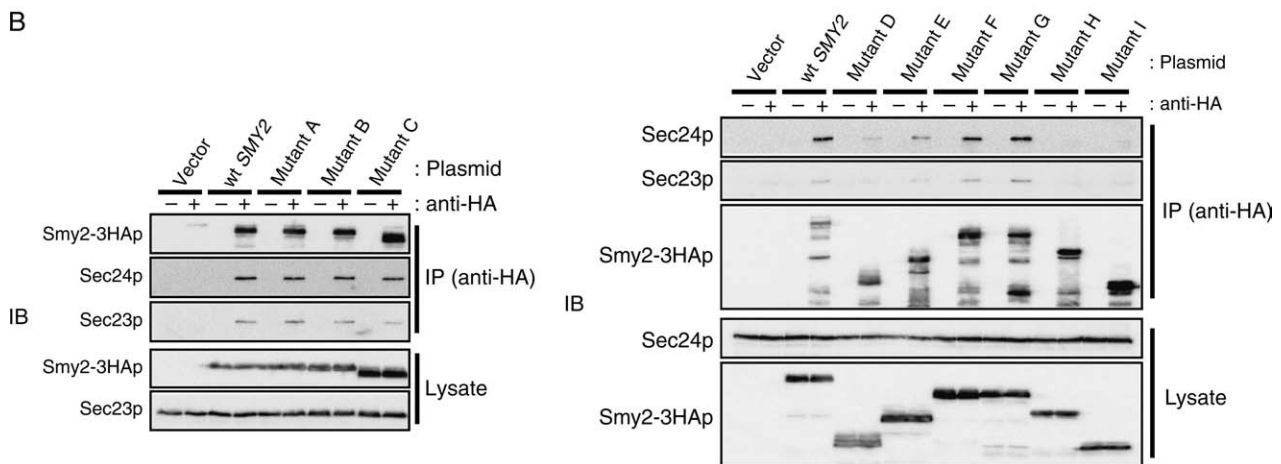 B
Vector
wt SMY2
Mutant A
Mutant B
Mutant C
: Plasmid
− + − + − + − + − +
: anti-HA
Smy2-3HAp
Sec24p
Sec23p
IP (anti-HA)
IB
Smy2-3HAp
Sec23p
Lysate
Vector
wt SMY2
Mutant D
Mutant E
Mutant F
Mutant G
Mutant H
Mutant I
: Plasmid
− + − + − + − + − + − + − + − +
: anti-HA
Sec24p
Sec23p
Smy2-3HAp
IP (anti-HA)
IB
Sec24p
Smy2-3HAp
Lysate